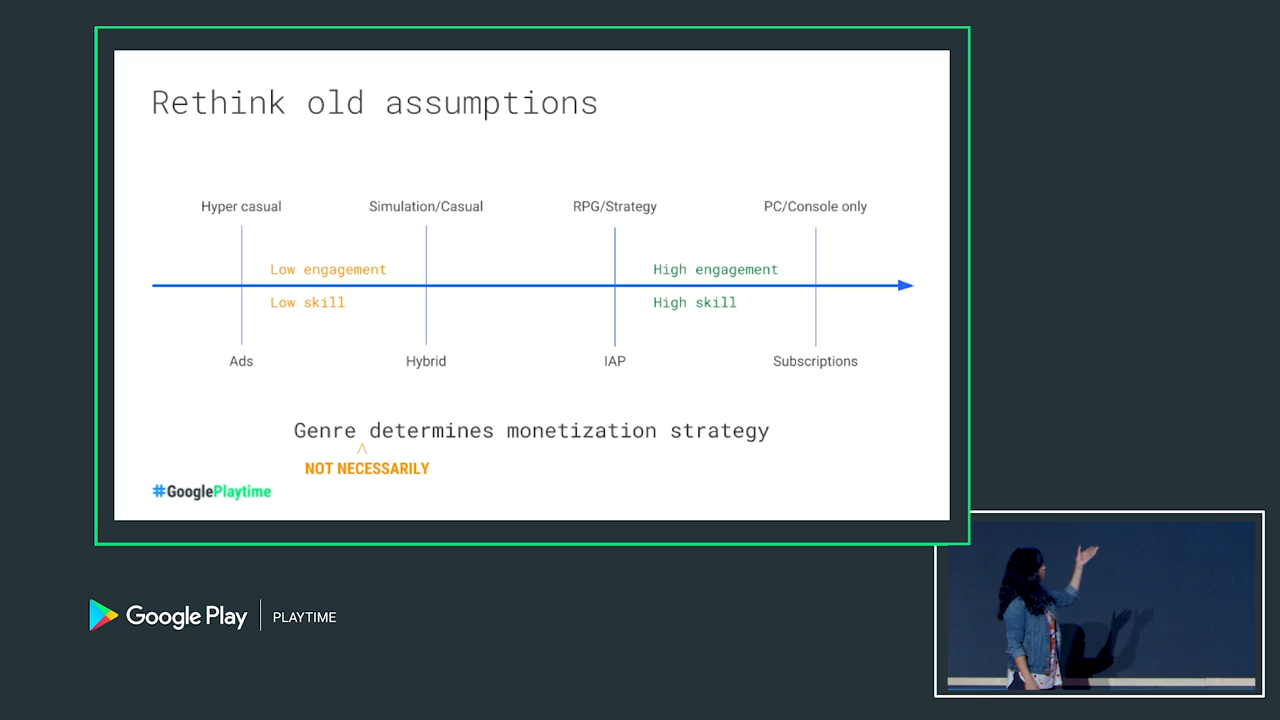 Rethink old assumptions
Hyper casual
Simulation/Casual
RPG/Strategy
PC/Console only
Low engagement
High engagement
Low skill
High skill
Ads
Hybrid
IAP
Subscriptions
Genre determines monetization strategy
^
NOT NECESSARILY
#GooglePlaytime
Google Play
PLAYTIME